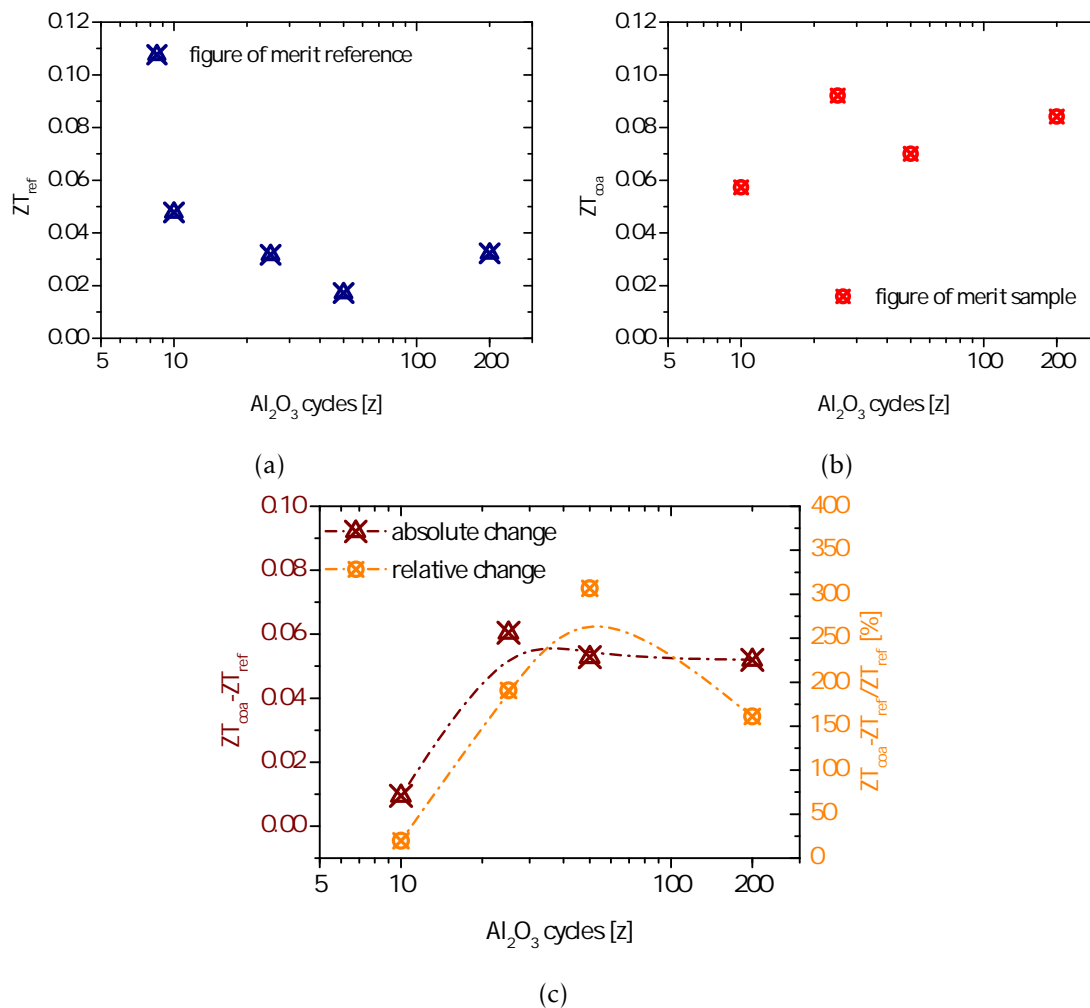 0.12
0.10
0.08
0.06
0.04
0.02
0.00
ZT_ref
figure of merit reference
5 10 100 200
Al₂O₃ cycles [z]
(a)
0.12
0.10
0.08
0.06
0.04
0.02
0.00
ZT_coa
figure of merit sample
5 10 100 200
Al₂O₃ cycles [z]
(b)
0.10
0.08
0.06
0.04
0.02
0.00
ZT_coa-ZT_ref
absolute change
relative change
400
350
300
250
200
150
100
50
0
ZT_coa-ZT_ref/ZT_ref [%]
5 10 100 200
Al₂O₃ cycles [z]
(c)